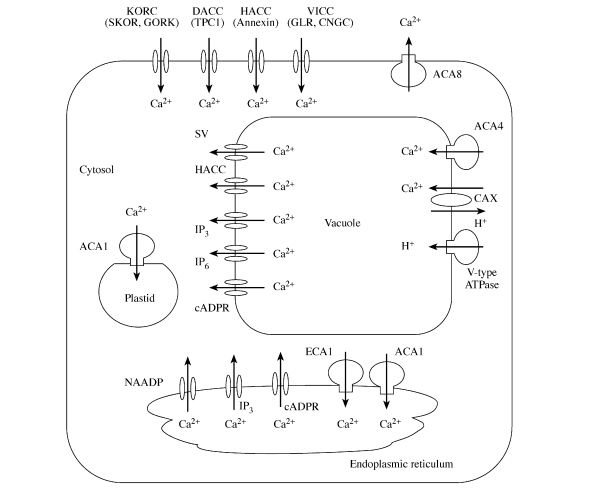 KORC DACC HACC VICC
(SKOR, GORK) (TPC1) (Annexin) (GLR, CNGC)
Ca2+
ACA8
Ca2+ Ca2+ Ca2+ Ca2+
ACA4
SV
Ca2+ Ca2+
Cytosol
HACC
Ca2+ Ca2+
CAX
Ca2+
Ca2+
IP3
Vacuole
H+
ACA1
Ca2+
H+
IP6
V-type
ATPase
Plastid
Ca2+
cADPR
ECA1 ACA1
NAADP
IP3 cADPR
Ca2+ Ca2+ Ca2+ Ca2+ Ca2+
Endoplasmic reticulum